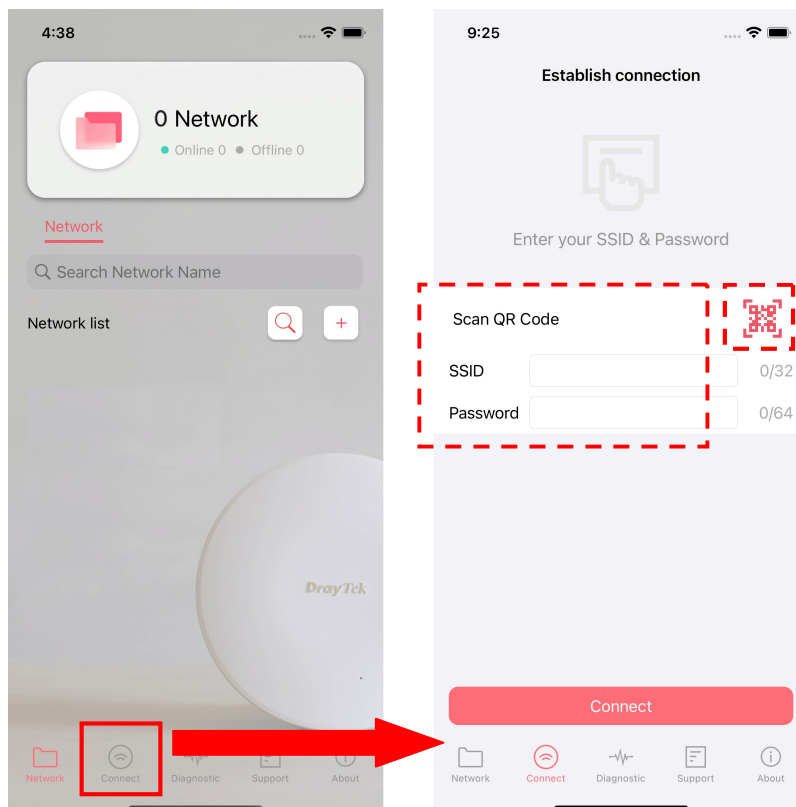 4:38
0 Network
Online 0 Offline 0
Network
Search Network Name
Network list
+
DrayTek
Network Connect Diagnostic Support About
9:25
Establish connection
Enter your SSID & Password
Scan QR Code
SSID 0/32
Password 0/64
Connect
Network Connect Diagnostic Support About